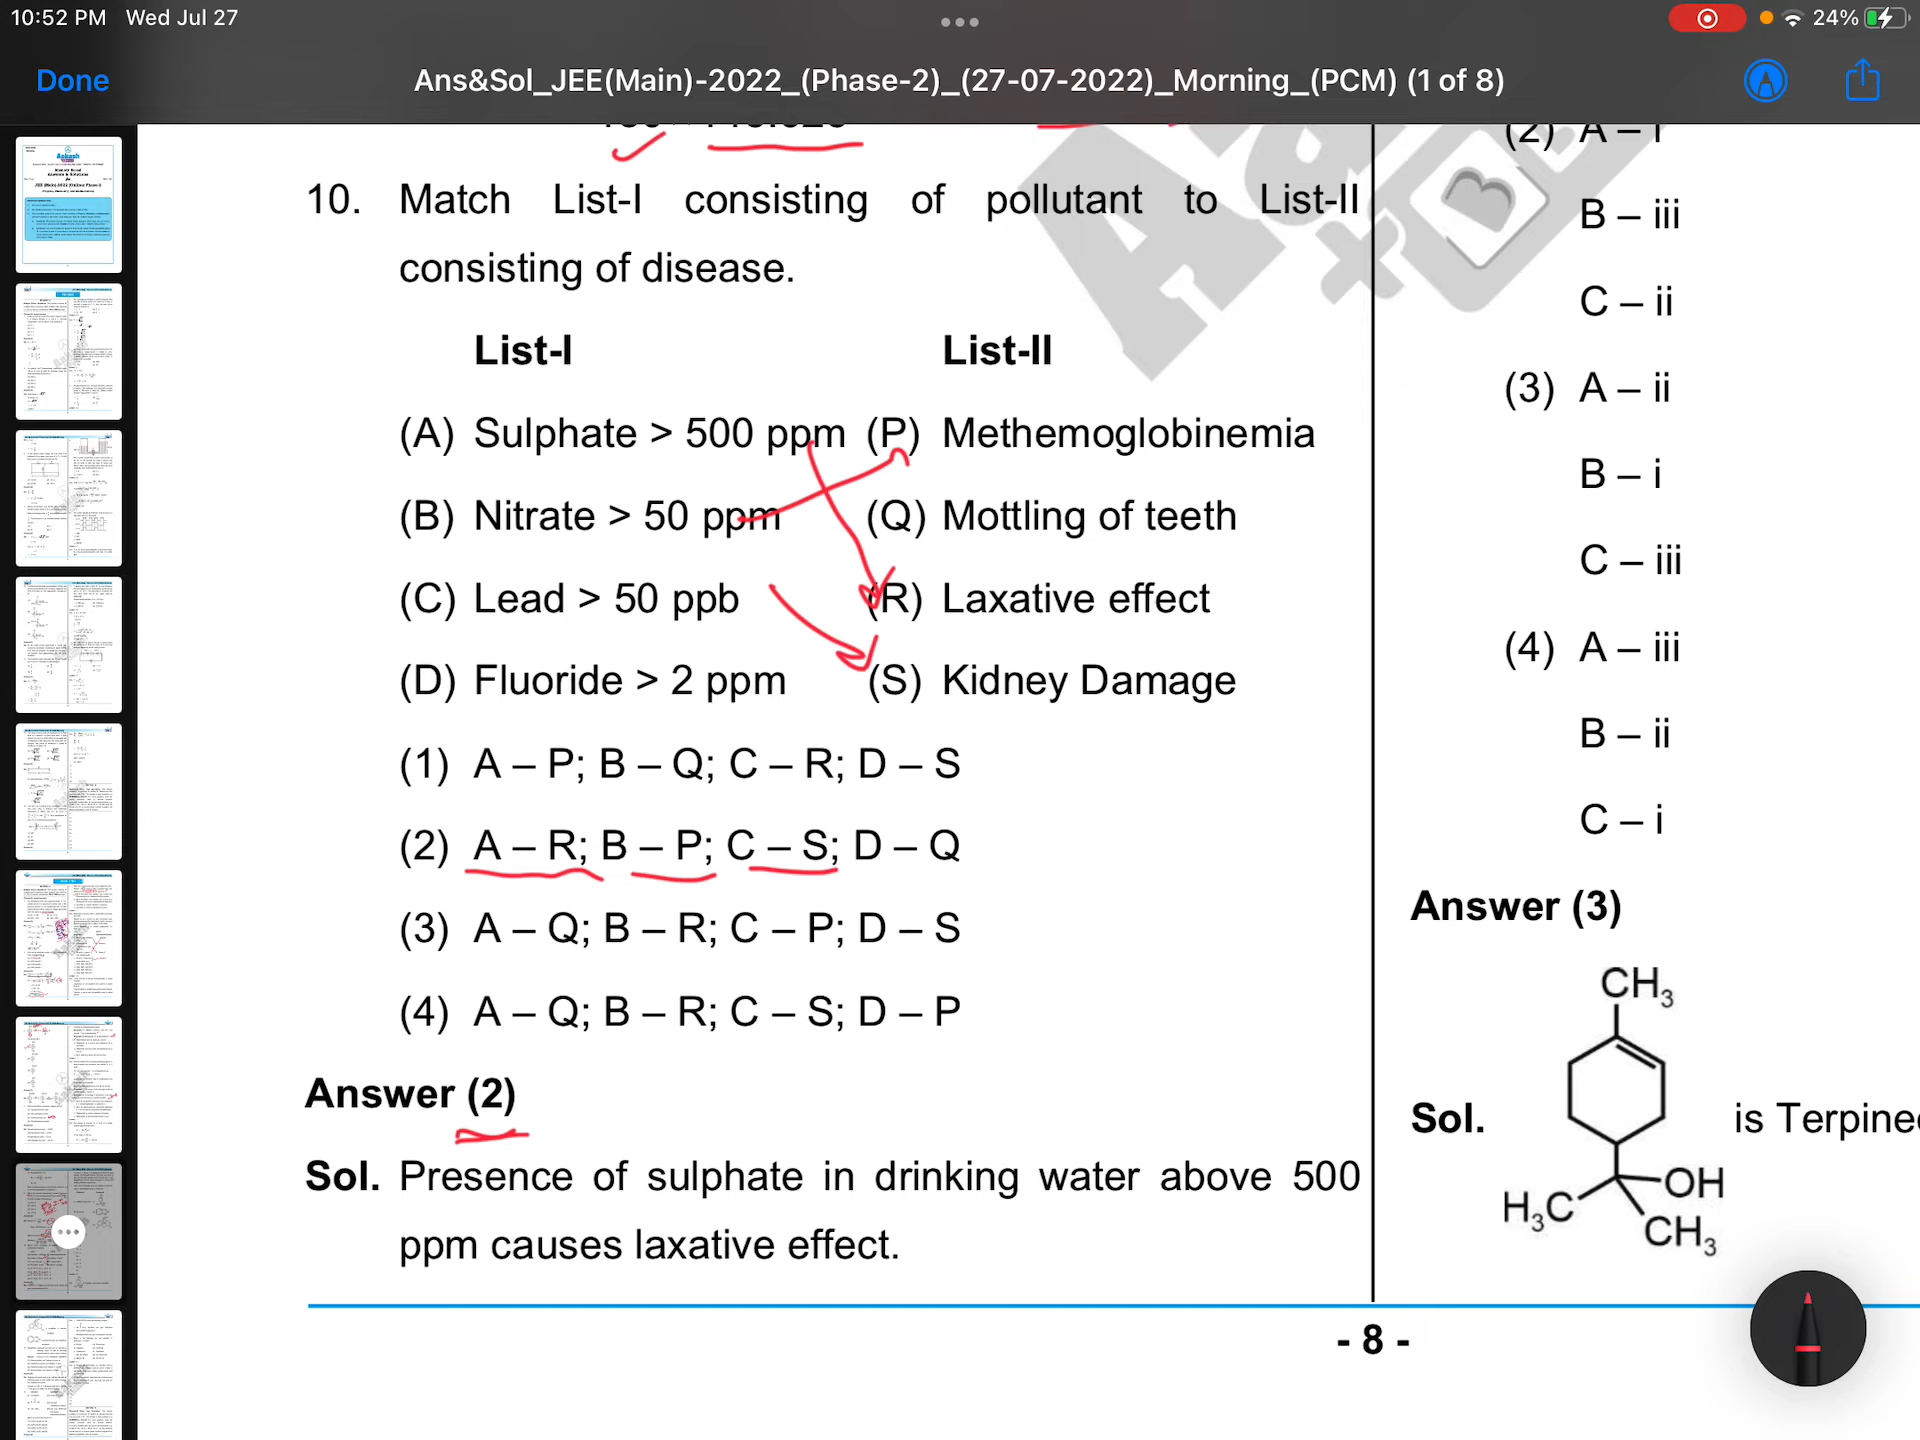 10:52 PM Wed Jul 27
24%
Done
Ans&Sol_JEE(Main)-2022_(Phase-2)_(27-07-2022)_Morning_(PCM) (1 of 8)
10. Match List-I consisting of pollutant to List-II
consisting of disease.
List-I List-II
(A) Sulphate > 500 ppm (P) Methemoglobinemia
(B) Nitrate > 50 ppm (Q) Mottling of teeth
(C) Lead > 50 ppb (R) Laxative effect
(D) Fluoride > 2 ppm (S) Kidney Damage
(1) A – P; B – Q; C – R; D – S
(2) A – R; B – P; C – S; D – Q
(3) A – Q; B – R; C – P; D – S
(4) A – Q; B – R; C – S; D – P
Answer (2)
Sol. Presence of sulphate in drinking water above 500
ppm causes laxative effect.
(2) A – i
B – iii
C – ii
(3) A – ii
B – i
C – iii
(4) A – iii
B – ii
C – i
Answer (3)
CH3
Sol.
is Terpine
OH
H3C
CH3
- 8 -